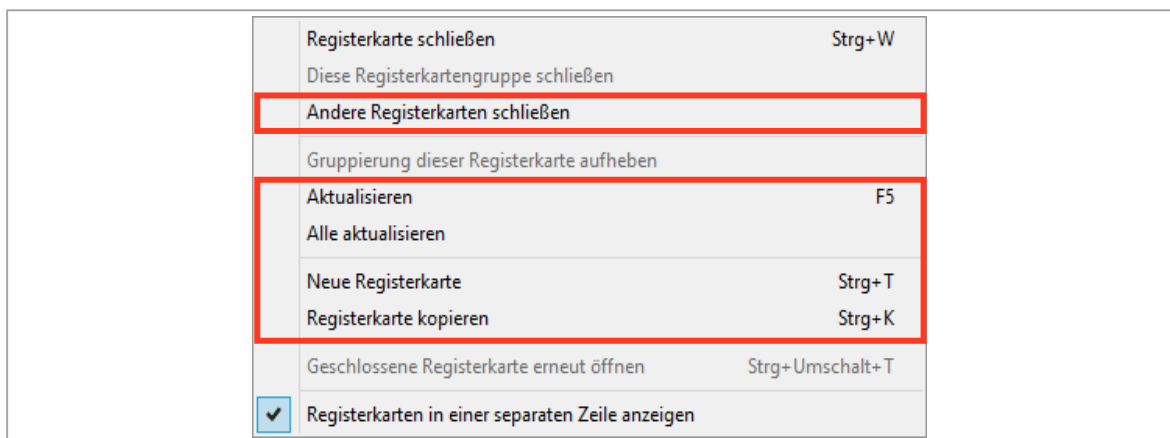 Registerkarte schließen Strg+W
Diese Registerkartengruppe schließen
Andere Registerkarten schließen
Gruppierung dieser Registerkarte aufheben
Aktualisieren F5
Alle aktualisieren
Neue Registerkarte Strg+T
Registerkarte kopieren Strg+K
Geschlossene Registerkarte erneut öffnen Strg+Umschalt+T
Registerkarten in einer separaten Zeile anzeigen